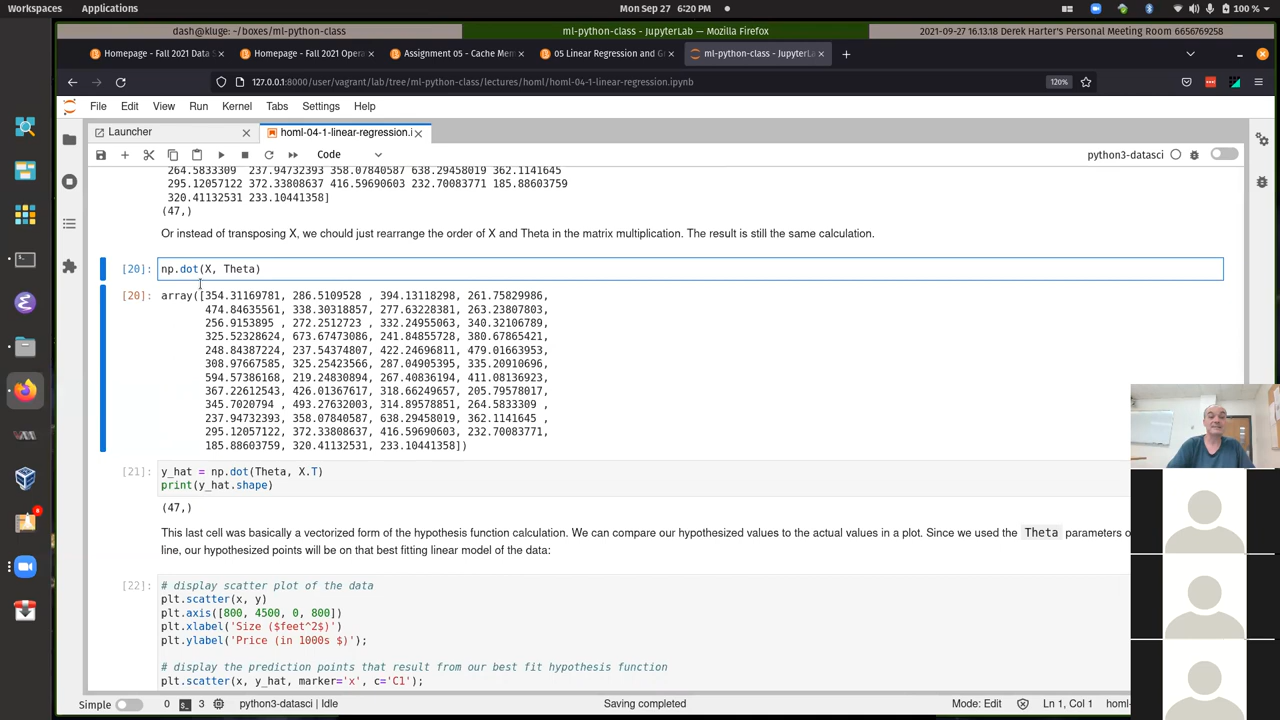 Workspaces
Applications
Mon Sep 27 6:20 PM
100 %
dash@kluge: ~/boxes/ml-python-class
ml-python-class - JupyterLab — Mozilla Firefox
2021-09-27 16.13.18 Derek Harter's Personal Meeting Room 6656769258
Homepage - Fall 2021 Data S
Homepage - Fall 2021 Opera
Assignment 05 - Cache Mem
05 Linear Regression and Gr
ml-python-class - JupyterLa
127.0.0.1:8000/user/vagrant/lab/tree/ml-python-class/lectures/homl/homl-04-1-linear-regression.ipynb
120%
File Edit View Run Kernel Tabs Settings Help
Launcher
homl-04-1-linear-regression.i
Code
python3-datasci
264.5833309 237.94732393 358.07840587 638.29458019 362.1141645
295.12057122 372.33808637 416.59690603 232.70083771 185.88603759
320.41132531 233.10441358]
(47,)
Or instead of transposing X, we chould just rearrange the order of X and Theta in the matrix multiplication. The result is still the same calculation.
[20]: np.dot(X, Theta)
[20]: array([354.31169781, 286.5109528 , 394.13118298, 261.75829986,
474.84635561, 338.30318857, 277.63228381, 263.23807803,
256.9153895 , 272.2512723 , 332.24955063, 340.32106789,
325.52328624, 673.67473086, 241.84855728, 380.67865421,
248.84387224, 237.54374807, 422.24696811, 479.01663953,
308.97667585, 325.25423566, 287.04905395, 335.20910696,
594.57386168, 219.24830894, 267.40836194, 411.08136923,
367.22612543, 426.01367617, 318.66249657, 205.79578017,
345.7020794 , 493.27632003, 314.89578851, 264.5833309 ,
237.94732393, 358.07840587, 638.29458019, 362.1141645 ,
295.12057122, 372.33808637, 416.59690603, 232.70083771,
185.88603759, 320.41132531, 233.10441358])
[21]: y_hat = np.dot(Theta, X.T)
print(y_hat.shape)
(47,)
This last cell was basically a vectorized form of the hypothesis function calculation. We can compare our hypothesized values to the actual values in a plot. Since we used the Theta parameters o
line, our hypothesized points will be on that best fitting linear model of the data:
[22]: # display scatter plot of the data
plt.scatter(x, y)
plt.axis([800, 4500, 0, 800])
plt.xlabel('Size ($feet^2$)')
plt.ylabel('Price (in 1000s $)');
# display the prediction points that result from our best fit hypothesis function
plt.scatter(x, y_hat, marker='x', c='C1');
Simple 0 3 python3-datasci | Idle
Saving completed
Mode: Edit Ln 1, Col 1 homl-